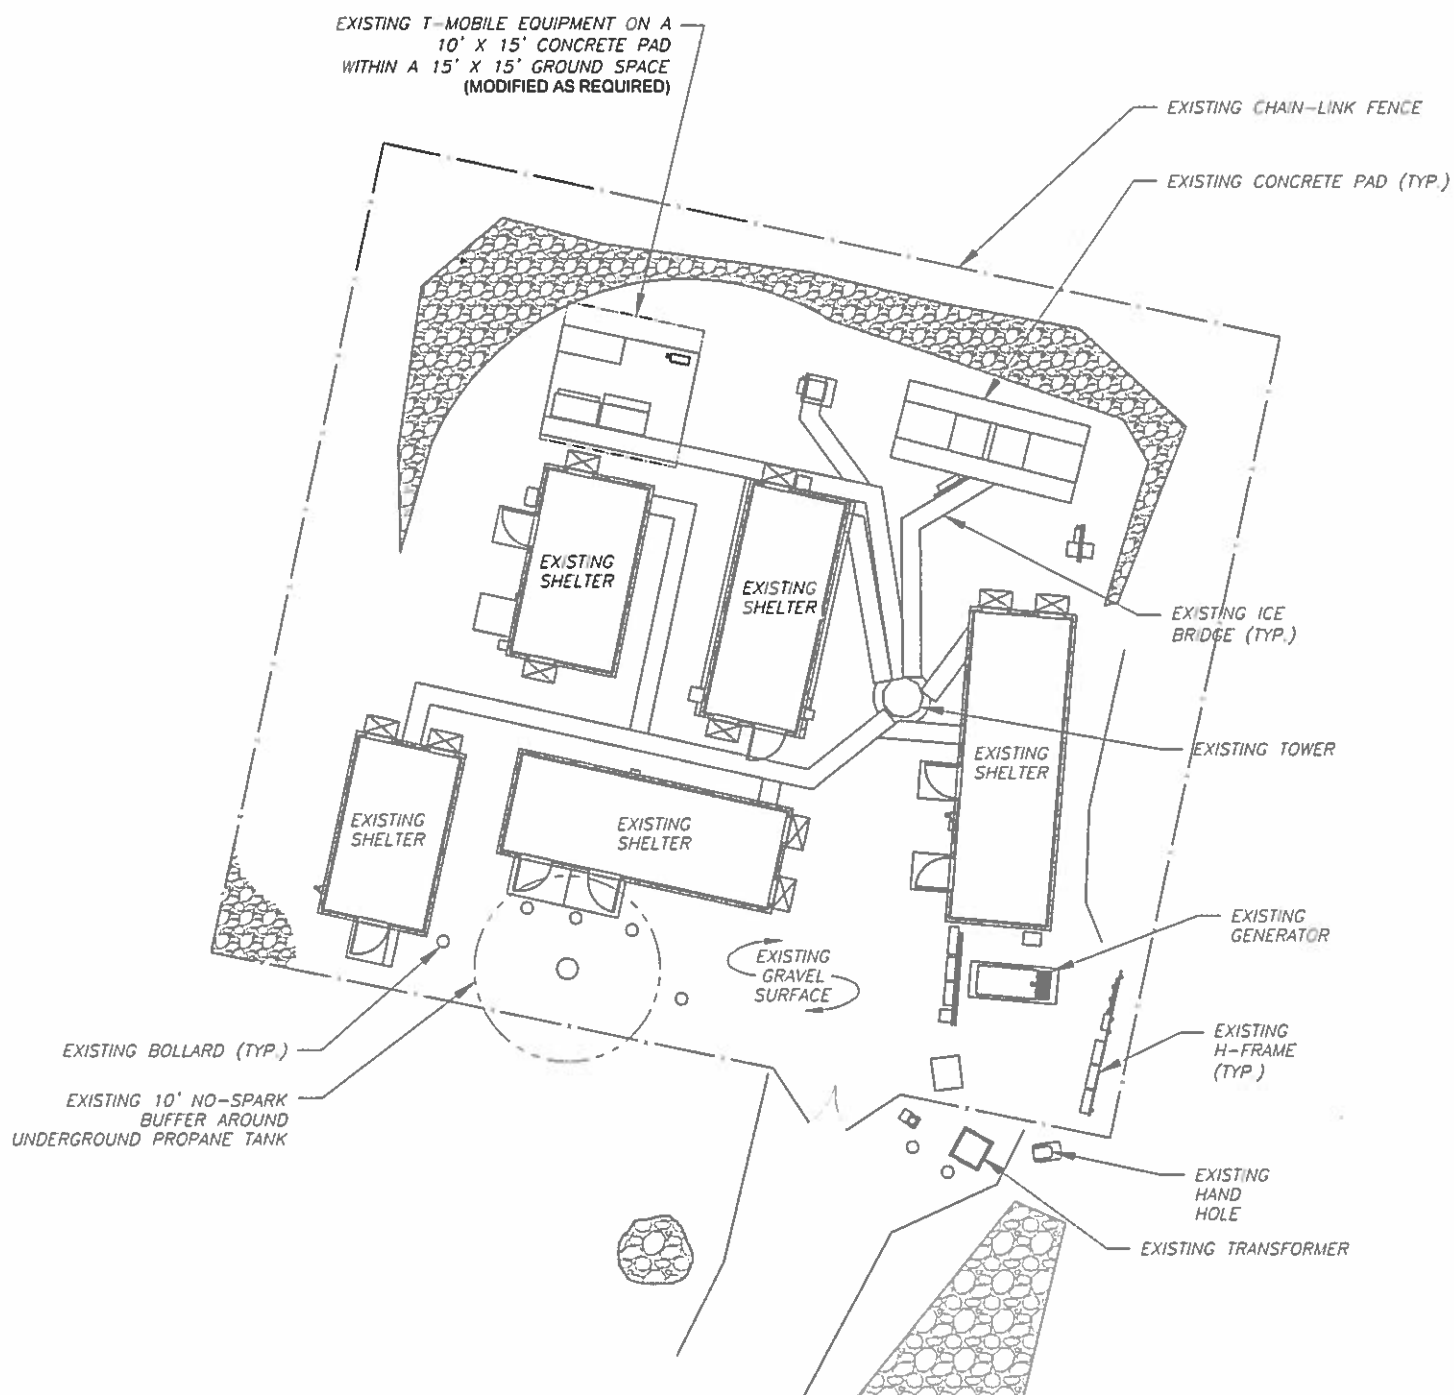 EXISTING T-MOBILE EQUIPMENT ON A
10' X 15' CONCRETE PAD
WITHIN A 15' X 15' GROUND SPACE
(MODIFIED AS REQUIRED)
EXISTING CHAIN-LINK FENCE
EXISTING CONCRETE PAD (TYP.)
EXISTING
SHELTER
EXISTING
SHELTER
EXISTING ICE
BRIDGE (TYP.)
EXISTING TOWER
EXISTING
SHELTER
EXISTING
SHELTER
EXISTING
SHELTER
EXISTING
GENERATOR
EXISTING
GRAVEL
SURFACE
EXISTING BOLLARD (TYP.)
EXISTING
H-FRAME
(TYP.)
EXISTING 10' NO-SPARK
BUFFER AROUND
UNDERGROUND PROPANE TANK
EXISTING
HAND
HOLE
EXISTING TRANSFORMER